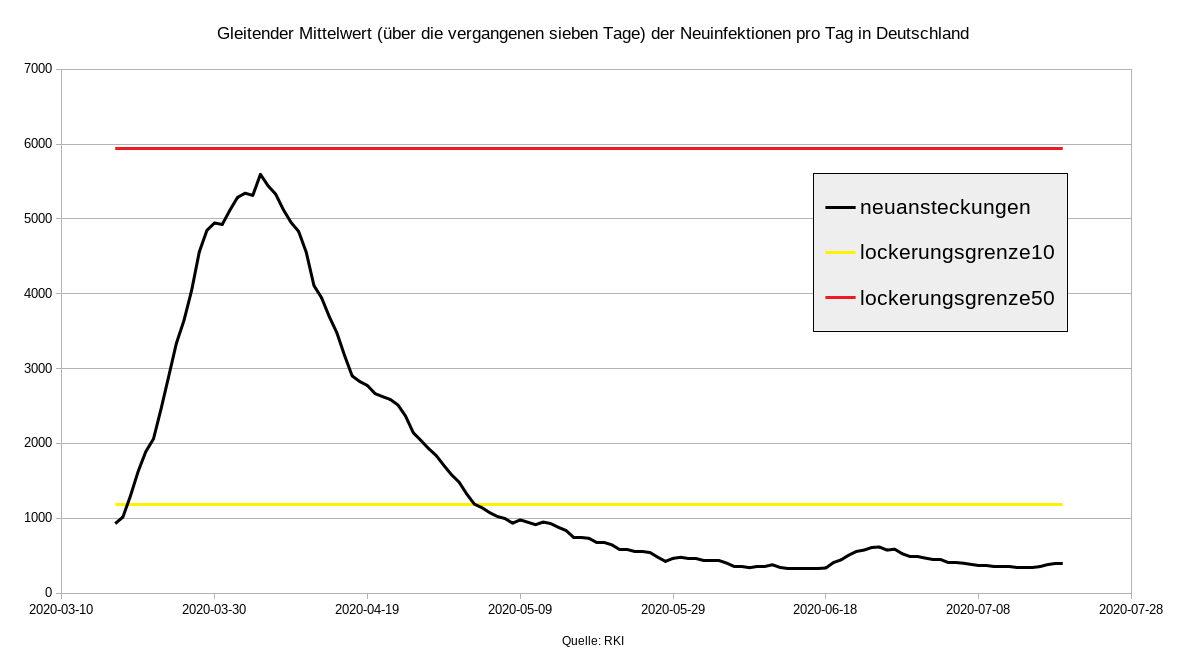 Gleitender Mittelwert (über die vergangenen sieben Tage) der Neuinfektionen pro Tag in Deutschland
7000
6000
5000
4000
3000
2000
1000
0
neuansteckungen
lockerungsgrenze10
lockerungsgrenze50
2020-03-10 2020-03-30 2020-04-19 2020-05-09 2020-05-29 2020-06-18 2020-07-08 2020-07-28
Quelle: RKI